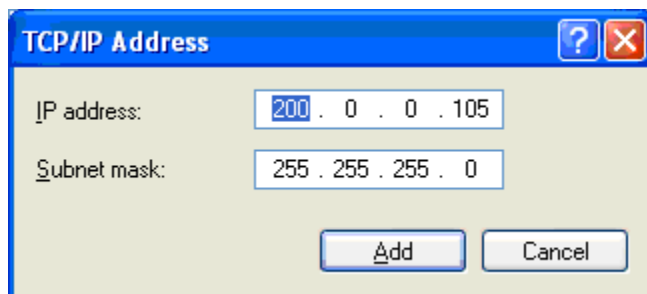 TCP/IP Address ?
IP address: 200 . 0 . 0 . 105
Subnet mask: 255 . 255 . 255 . 0
Add Cancel